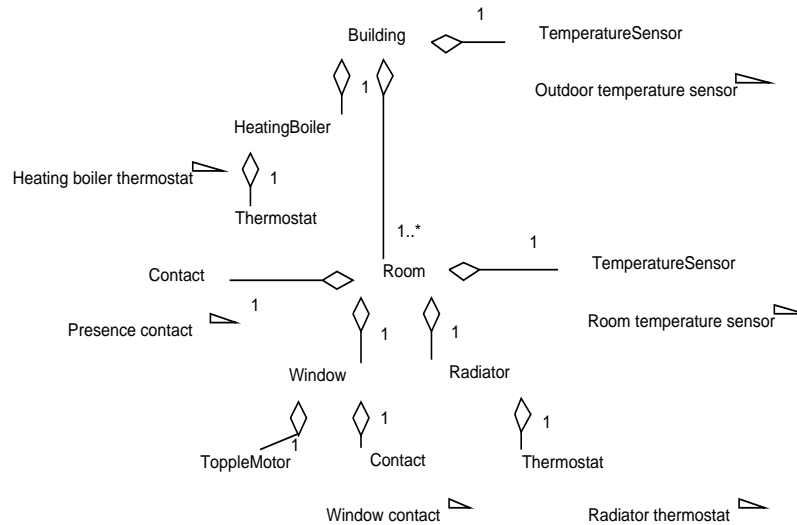 1
Building
TemperatureSensor
Outdoor temperature sensor
1
HeatingBoiler
Heating boiler thermostat
1
Thermostat
1..*
1
Contact
Room
TemperatureSensor
1
Presence contact
Room temperature sensor
1
1
Window
Radiator
1
1
1
ToppleMotor
Contact
Thermostat
Window contact
Radiator thermostat